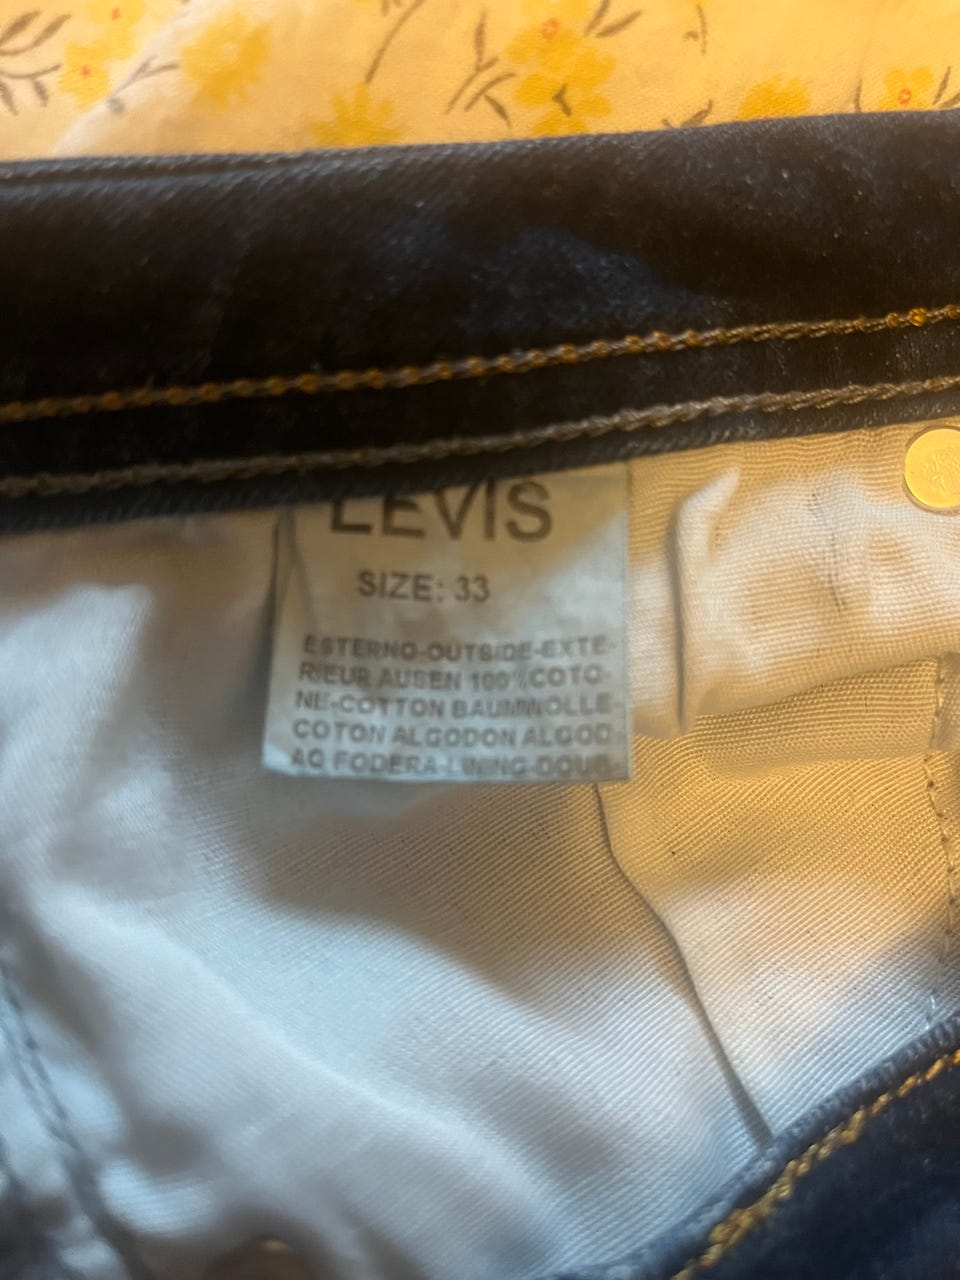 LEVIS
SIZE: 33
ESTERNO-OUTSIDE-EXTE-
RIEUR AUSEN 100%COTO-
NE-COTTON BAUMWOLLE-
COTON ALGODON ALGOD
AO FODERA-LINING-DOUB-